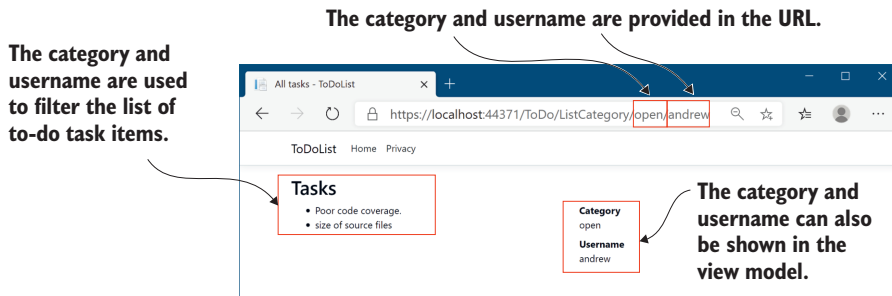 The category and username are provided in the URL.
The category and
username are used
to filter the list of
to-do task items.
All tasks - ToDoList
https://localhost:44371/ToDo/ListCategory/open/andrew
ToDoList Home Privacy
Tasks
• Poor code coverage.
• size of source files
Category
open
Username
andrew
The category and
username can also
be shown in the
view model.